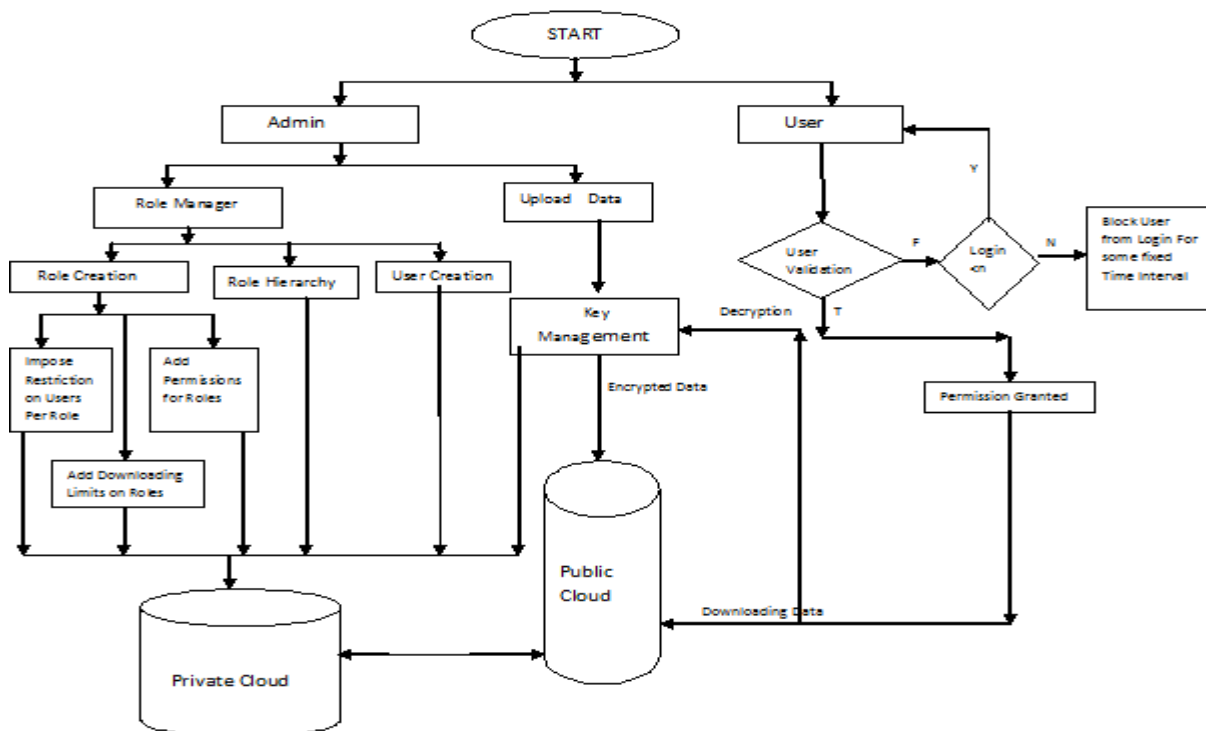 START
Admin
User
Y
Role Manager
Upload Data
Block User
from Login For
some fixed
Time Interval
User
Validation
F
Login
<n
N
Role Creation
Role Hierarchy
User Creation
Key
Management
Decryption
T
Impose
Restriction
on Users
Per Role
Add
Permissions
for Roles
Encrypted Data
Permission Granted
Add Downloading
Limits on Roles
Public
Cloud
Downloading Data
Private Cloud